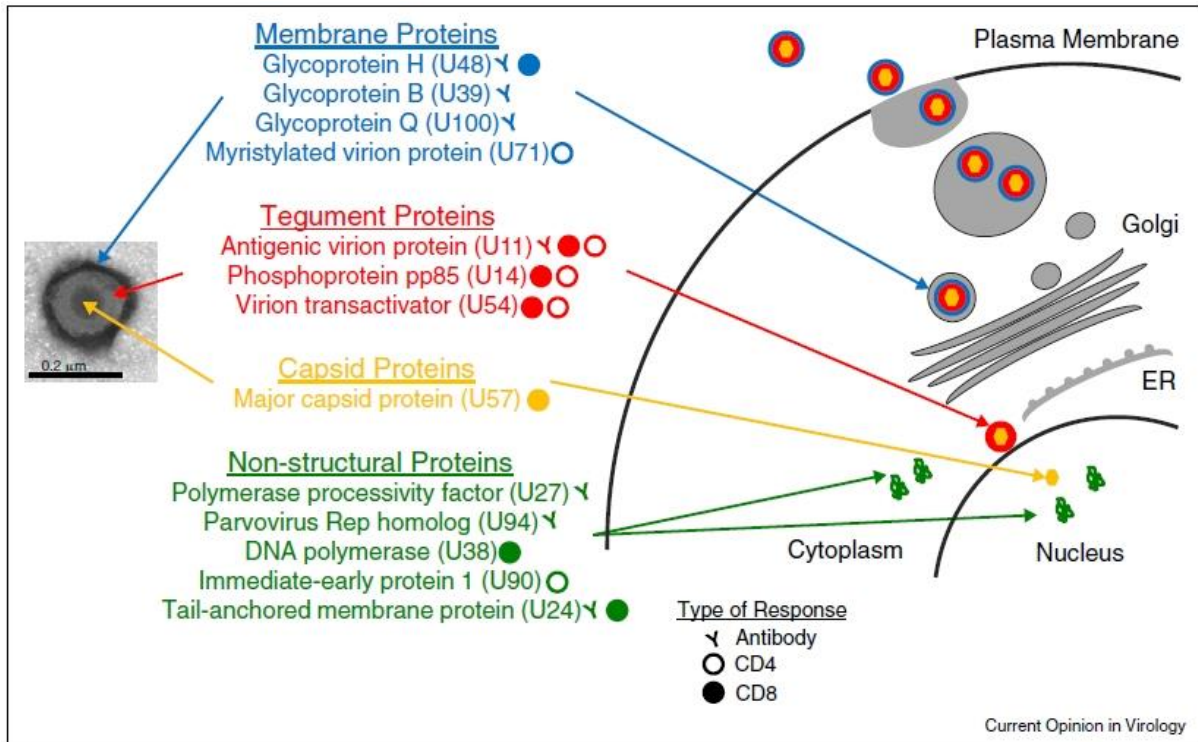 Membrane Proteins
Glycoprotein H (U48)
Glycoprotein B (U39)
Glycoprotein Q (U100)
Myristylated virion protein (U71)
Tegument Proteins
Antigenic virion protein (U11)
Phosphoprotein pp85 (U14)
Virion transactivator (U54)
0.2 μm
Capsid Proteins
Major capsid protein (U57)
Non-structural Proteins
Polymerase processivity factor (U27)
Parvovirus Rep homolog (U94)
DNA polymerase (U38)
Immediate-early protein 1 (U90)
Tail-anchored membrane protein (U24)
Plasma Membrane
Golgi
ER
Cytoplasm
Nucleus
Type of Response
Antibody
CD4
CD8
Current Opinion in Virology